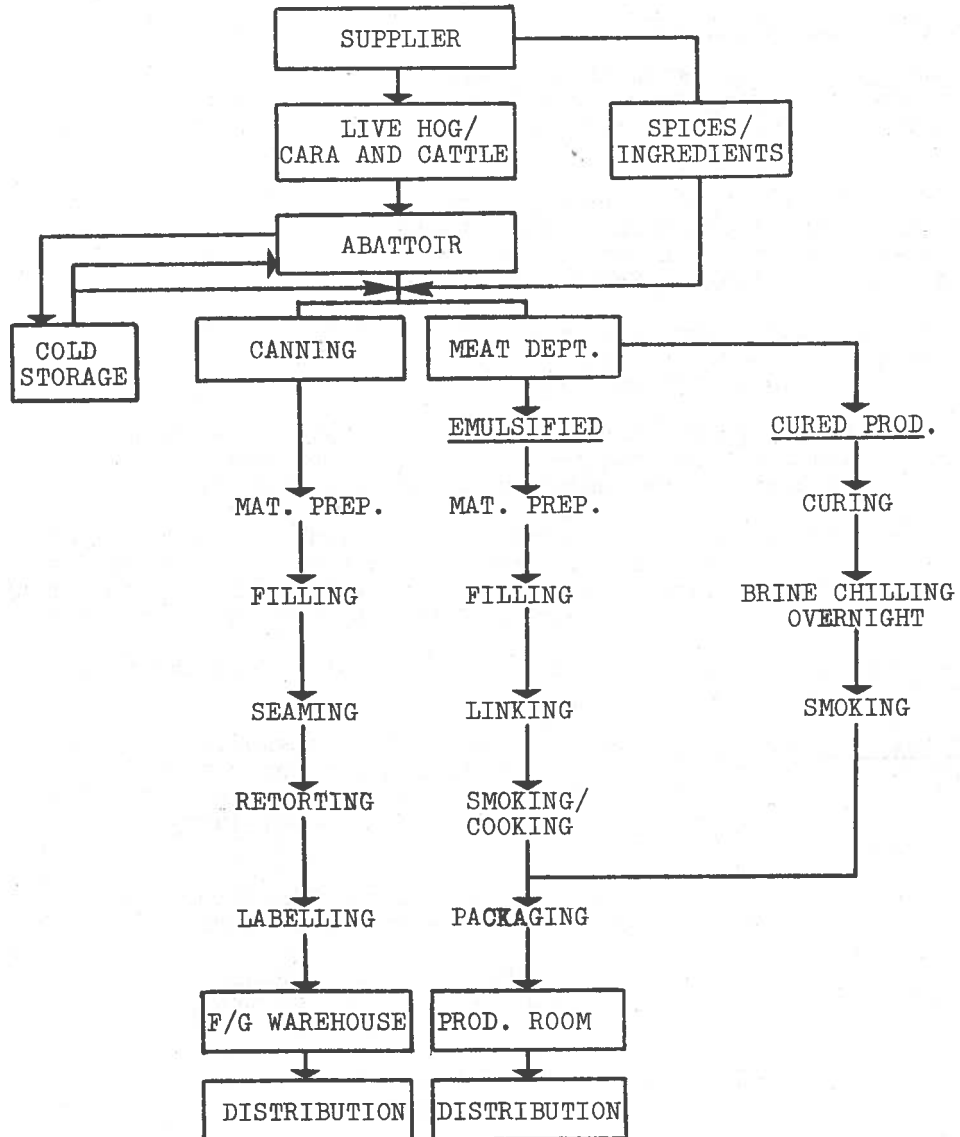 SUPPLIER
LIVE HOG/
CARA AND CATTLE
SPICES/
INGREDIENTS
ABATTOIR
COLD
STORAGE
CANNING
MEAT DEPT.
EMULSIFIED
CURED PROD.
MAT. PREP.
MAT. PREP.
CURING
FILLING
FILLING
BRINE CHILLING
OVERNIGHT
SEAMING
LINKING
SMOKING
RETORTING
SMOKING/
COOKING
LABELLING
PACKAGING
F/G WAREHOUSE
PROD. ROOM
DISTRIBUTION
DISTRIBUTION